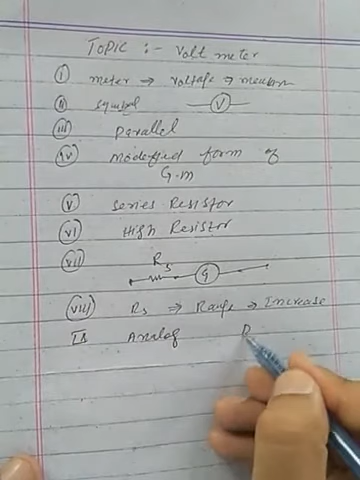 TOPIC :- Volt meter
(i) meter → voltage → measure
(ii) symbol V
(iii) parallel
(iv) modefied form of
G.m
(v) series Resistor
(vi) High Resistor
(vii)
Rs G
(viii) Rs → Range → Increase
IX Analog D